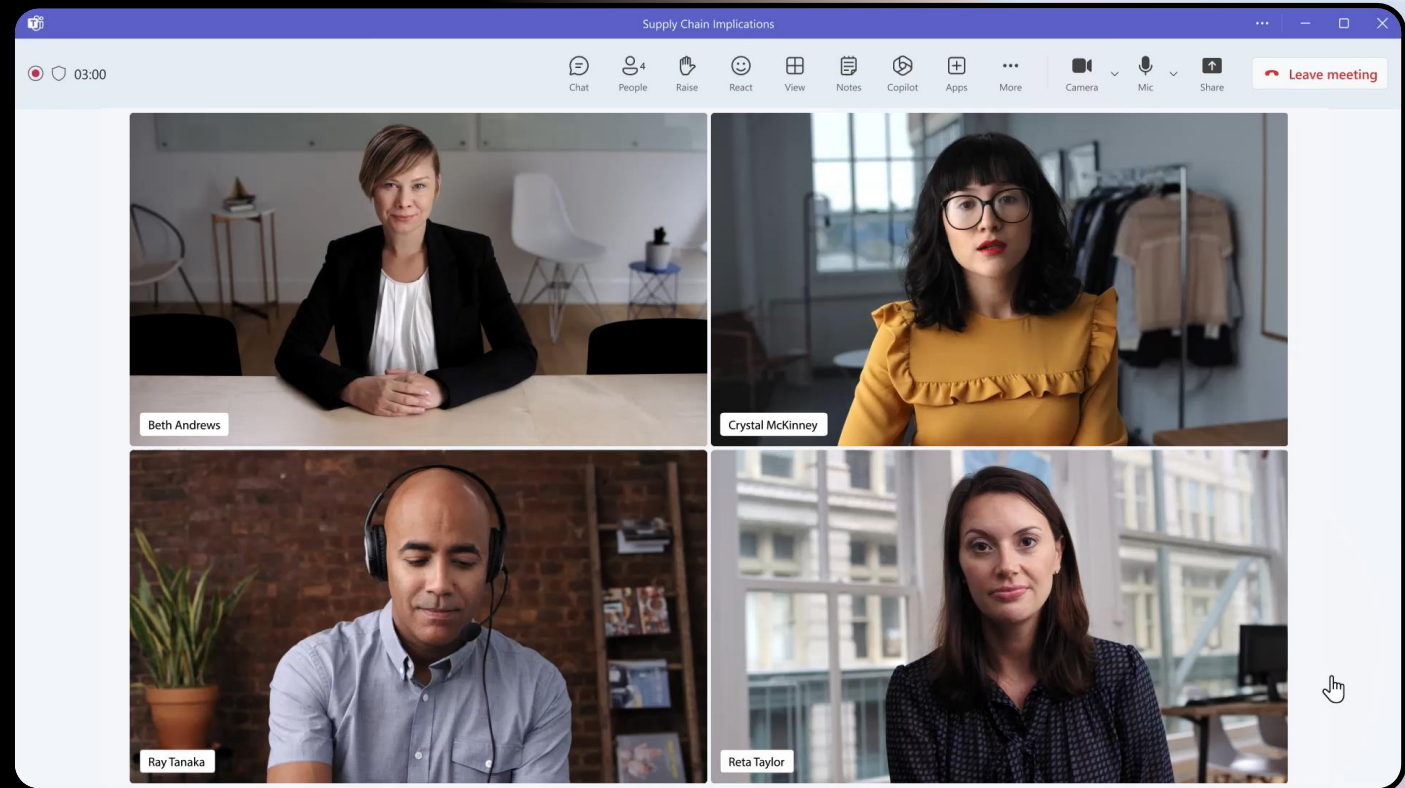 Supply Chain Implications
03:00
Chat
4
People
Raise
React
View
Notes
Copilot
Apps
More
Camera
Mic
Share
Leave meeting
Beth Andrews
Crystal McKinney
Ray Tanaka
Reta Taylor